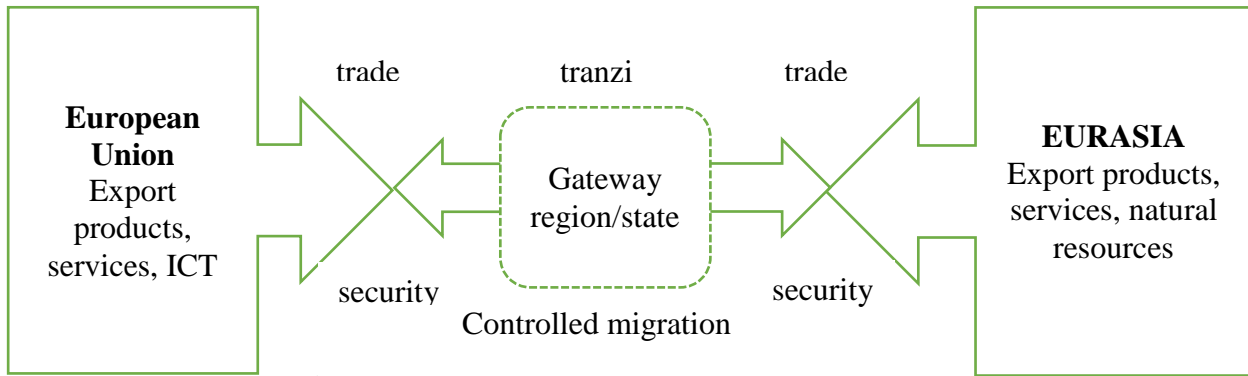 trade
tranzi
trade
European
Union
Export
products,
services, ICT
Gateway
region/state
EURASIA
Export products,
services, natural
resources
security
security
Controlled migration